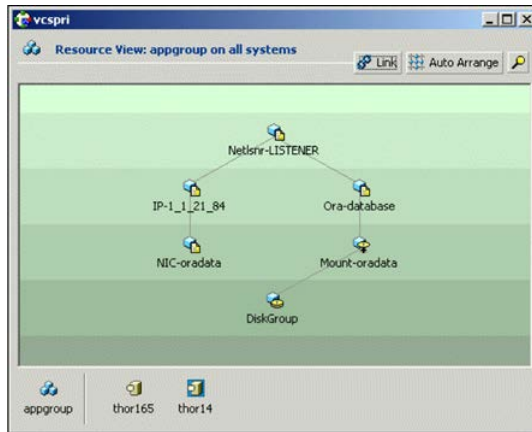 vcspri
Resource View: appgroup on all systems
Link Auto Arrange
Netlsnr-LISTENER
IP-1_1_21_84 Ora-database
NIC-oradata Mount-oradata
DiskGroup
appgroup thor165 thor14